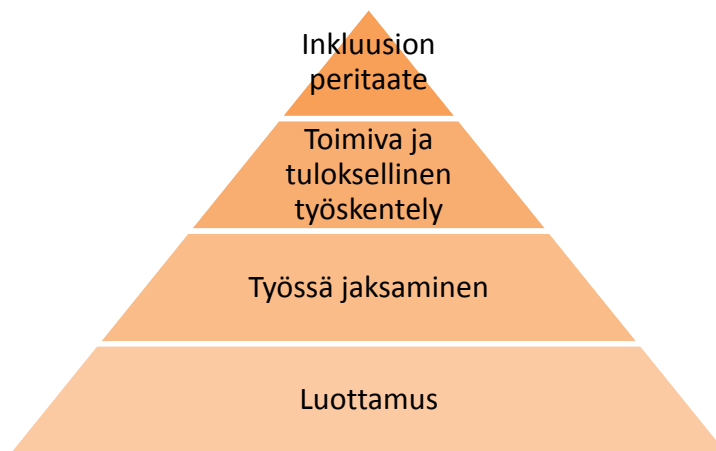 Inkluusion
peritaate
Toimiva ja
tuloksellinen
työskentely
Työssä jaksaminen
Luottamus